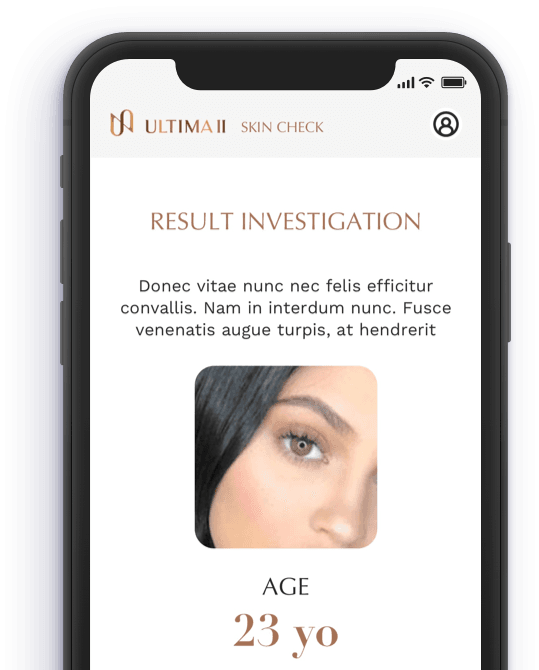 ULTIMA II SKIN CHECK
RESULT INVESTIGATION
Donec vitae nunc nec felis efficitur
convallis. Nam in interdum nunc. Fusce
venenatis augue turpis, at hendrerit
AGE
23 yo